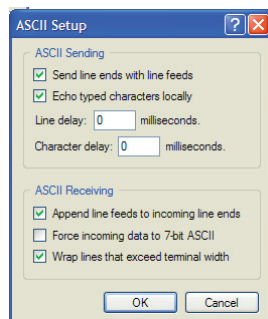 ASCII Setup
ASCII Sending
Send line ends with line feeds
Echo typed characters locally
Line delay: 0 milliseconds.
Character delay: 0 milliseconds.
ASCII Receiving
Append line feeds to incoming line ends
Force incoming data to 7-bit ASCII
Wrap lines that exceed terminal width
OK Cancel